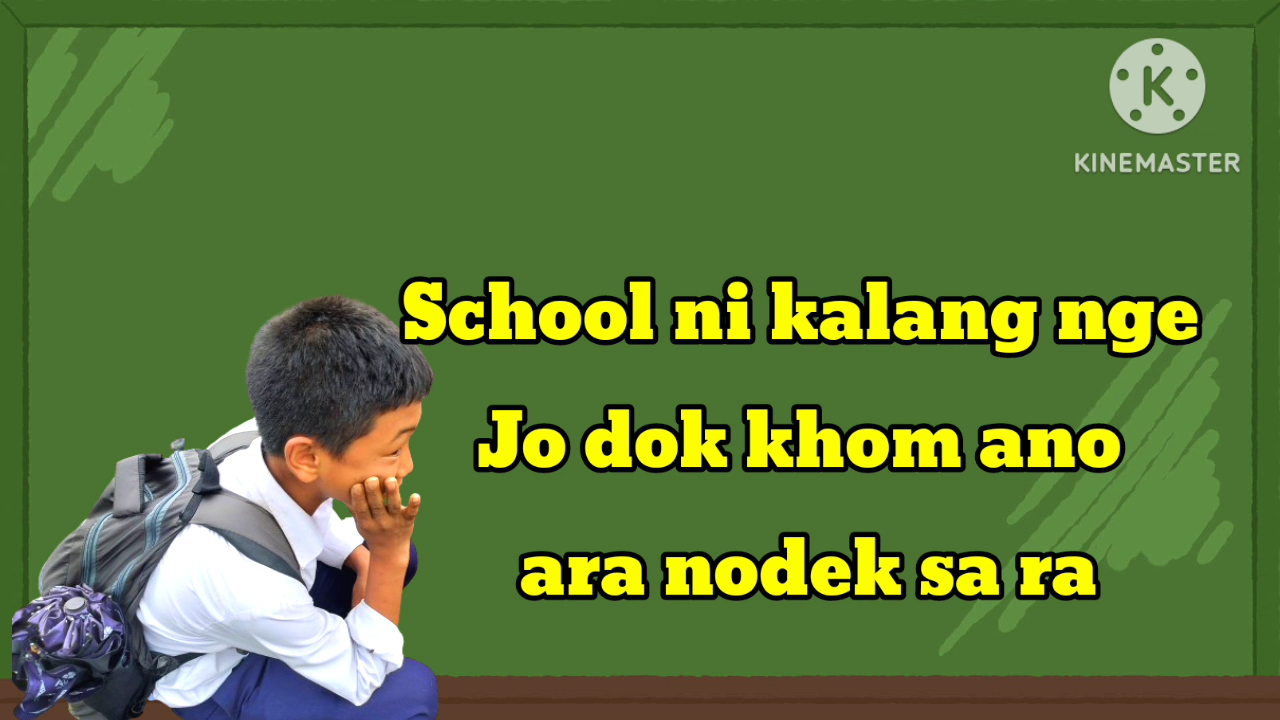 K
KINEMASTER
School ni kalang nge
Jo dok khom ano
ara nodek sa ra